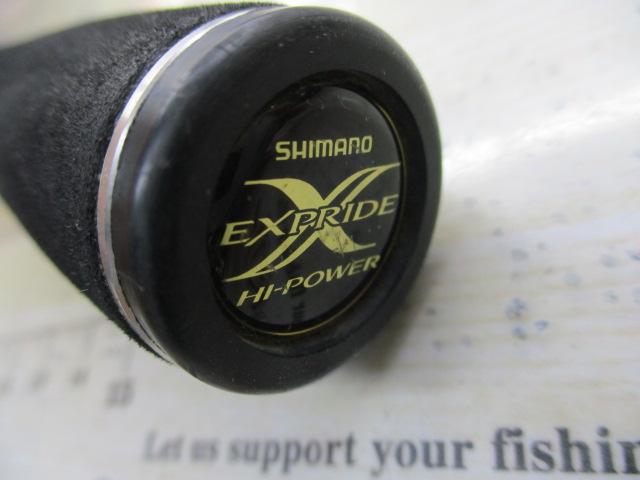 SHIMANO
EXPRIDE
HI-POWER
Let us support your fishin